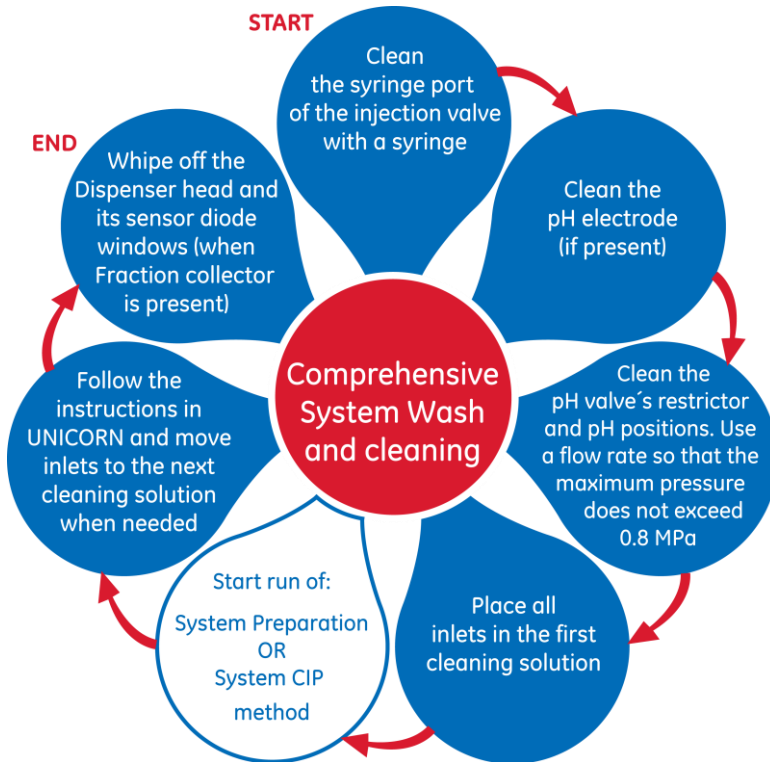 START
Clean
the syringe port
of the injection valve
with a syringe
Clean the
pH electrode
(if present)
Clean the
pH valve´s restrictor
and pH positions. Use
a flow rate so that the
maximum pressure
does not exceed
0.8 MPa
Place all
inlets in the first
cleaning solution
Start run of:
System Preparation
OR
System CIP
method
Follow the
instructions in
UNICORN and move
inlets to the next
cleaning solution
when needed
END
Whipe off the
Dispenser head and
its sensor diode
windows (when
Fraction collector
is present)
Comprehensive
System Wash
and cleaning